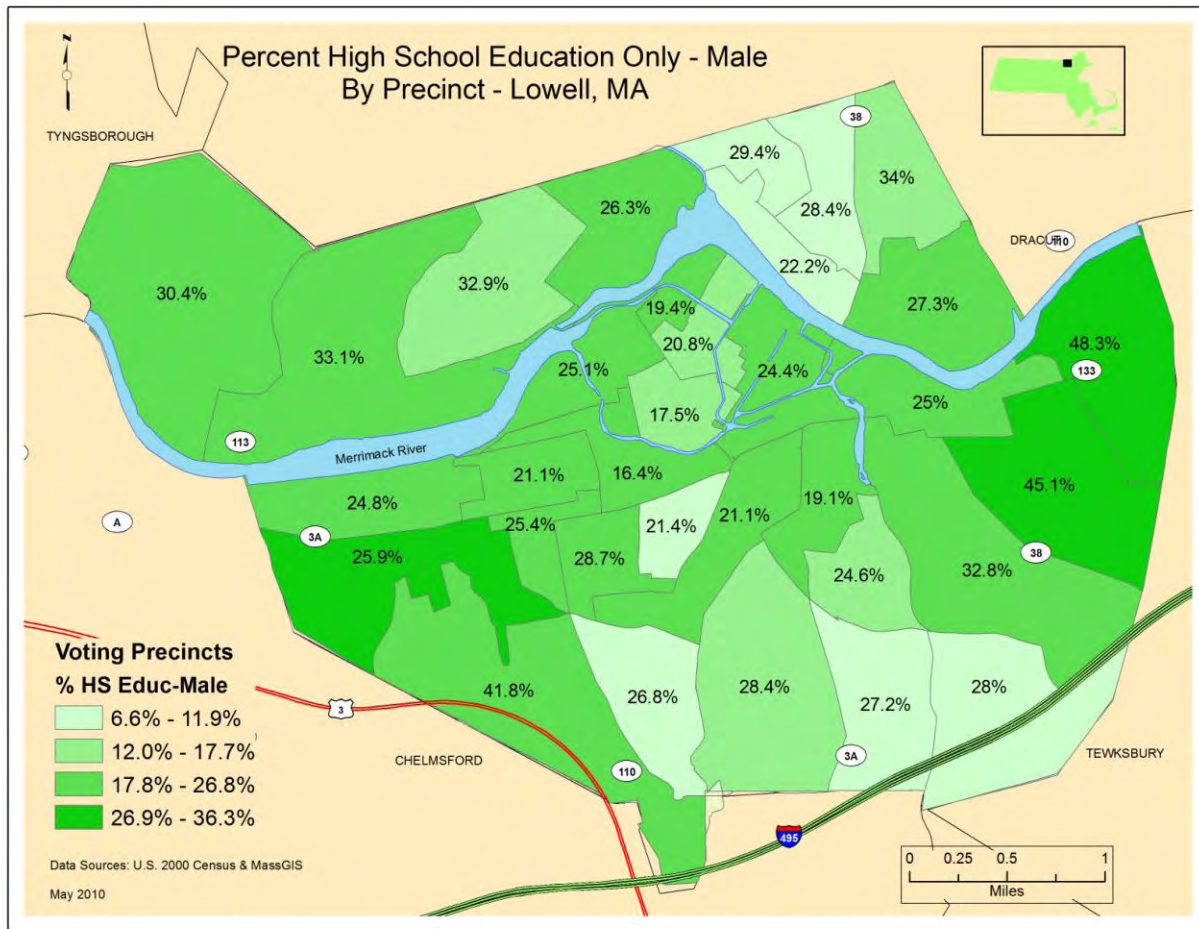 Percent High School Education Only - Male
By Precinct - Lowell, MA
N
TYNGSBOROUGH
38
29.4%
34%
28.4%
26.3%
DRACUT
110
22.2%
32.9%
30.4%
27.3%
19.4%
33.1%
20.8%
48.3%
25.1%
24.4%
133
25%
17.5%
113
Merrimack River
21.1%
16.4%
45.1%
24.8%
19.1%
A
3A
25.4%
21.4%
21.1%
25.9%
28.7%
38
24.6%
32.8%
Voting Precincts
% HS Educ-Male
6.6% - 11.9%
12.0% - 17.7%
17.8% - 26.8%
26.9% - 36.3%
41.8%
26.8%
28.4%
27.2%
28%
3
CHELMSFORD
110
3A
TEWKSBURY
495
Data Sources: U.S. 2000 Census & MassGIS
May 2010
0 0.25 0.5 1
Miles